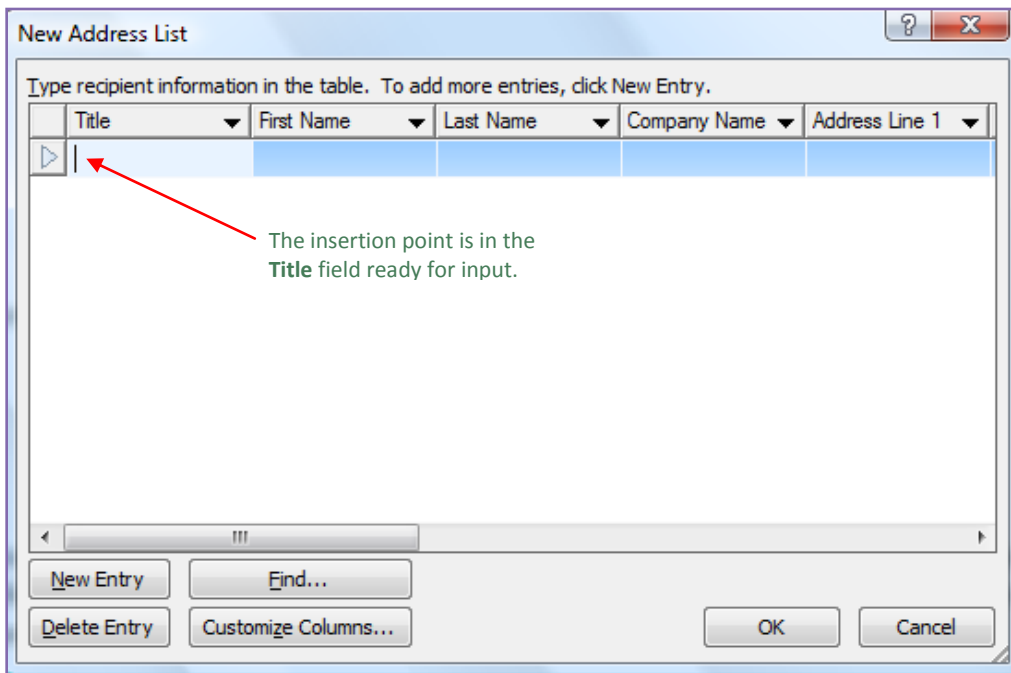 New Address List
?
X
Type recipient information in the table. To add more entries, click New Entry.
Title First Name Last Name Company Name Address Line 1
The insertion point is in the
Title field ready for input.
New Entry Find...
Delete Entry Customize Columns... OK Cancel